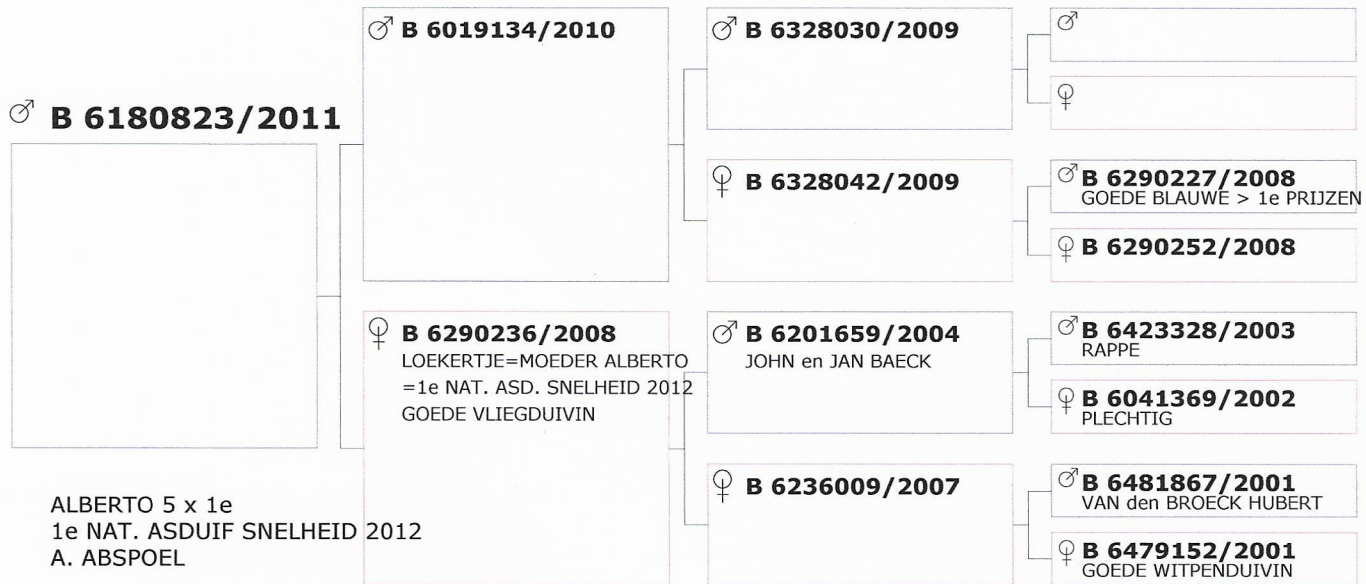 ♂ B 6180823/2011
ALBERTO 5 x 1e
1e NAT. ASDUIF SNELHEID 2012
A. ABSPOEL
♂ B 6019134/2010
♀ B 6290236/2008
LOEKERTJE=MOEDER ALBERTO
=1e NAT. ASD. SNELHEID 2012
GOEDE VLIEGDUIVIN
♂ B 6328030/2009
♀ B 6328042/2009
♂ B 6201659/2004
JOHN en JAN BAECK
♀ B 6236009/2007
♂
♀
♂ B 6290227/2008
GOEDE BLAUWE > 1e PRIJZEN
♀ B 6290252/2008
♂ B 6423328/2003
RAPPE
♀ B 6041369/2002
PLECHTIG
♂ B 6481867/2001
VAN den BROECK HUBERT
♀ B 6479152/2001
GOEDE WITPENDUIVIN